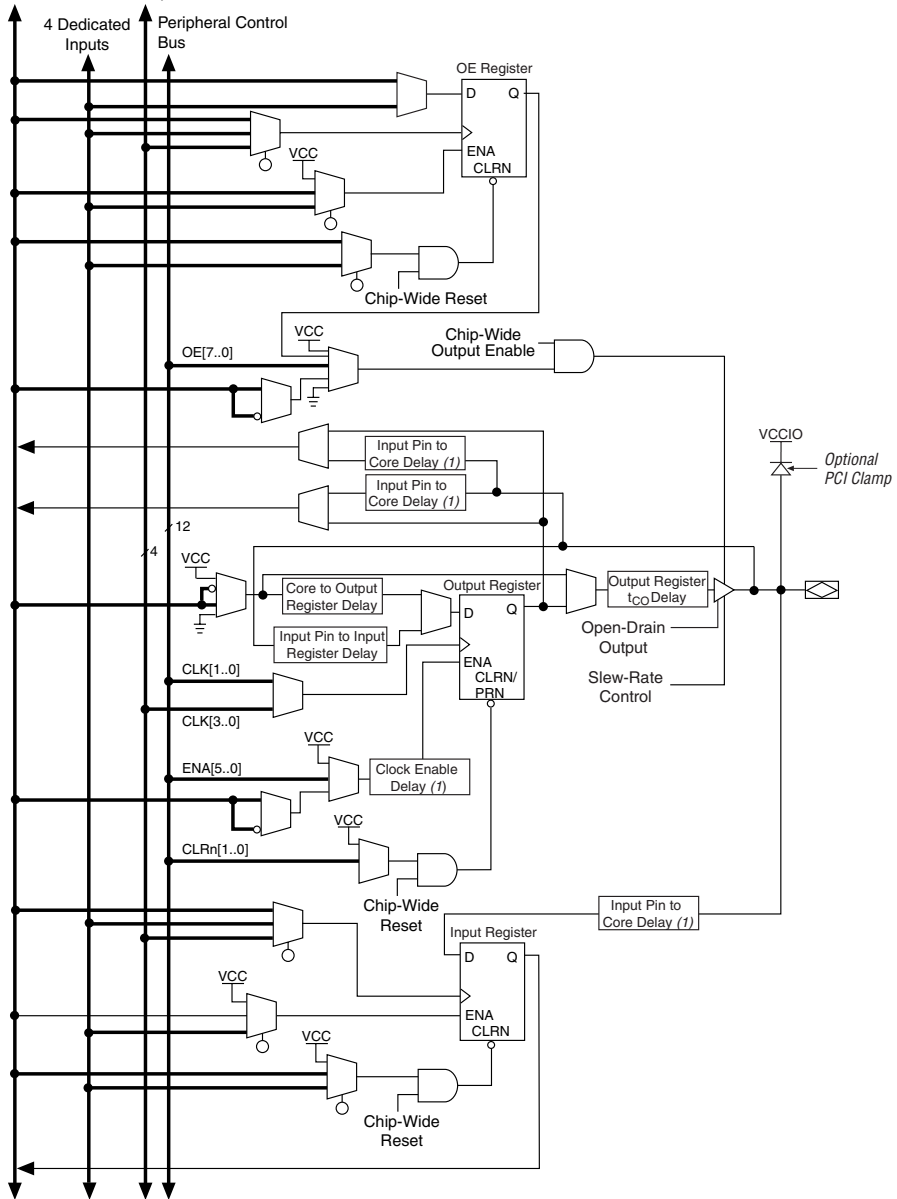 4 Dedicated
Inputs
Peripheral Control
Bus
OE Register
D Q
ENA
CLRN
VCC
Chip-Wide Reset
VCC
OE[7..0]
Chip-Wide
Output Enable
Input Pin to
Core Delay (1)
Input Pin to
Core Delay (1)
VCCIO
Optional
PCI Clamp
12
4
VCC
Core to Output
Register Delay
Input Pin to Input
Register Delay
Output Register
D Q
ENA
CLRN/
PRN
Output Register
tCO Delay
Open-Drain
Output
Slew-Rate
Control
CLK[1..0]
CLK[3..0]
VCC
ENA[5..0]
Clock Enable
Delay (1)
VCC
CLRn[1..0]
Chip-Wide
Reset
Input Pin to
Core Delay (1)
Input Register
D Q
ENA
CLRN
VCC
VCC
Chip-Wide
Reset